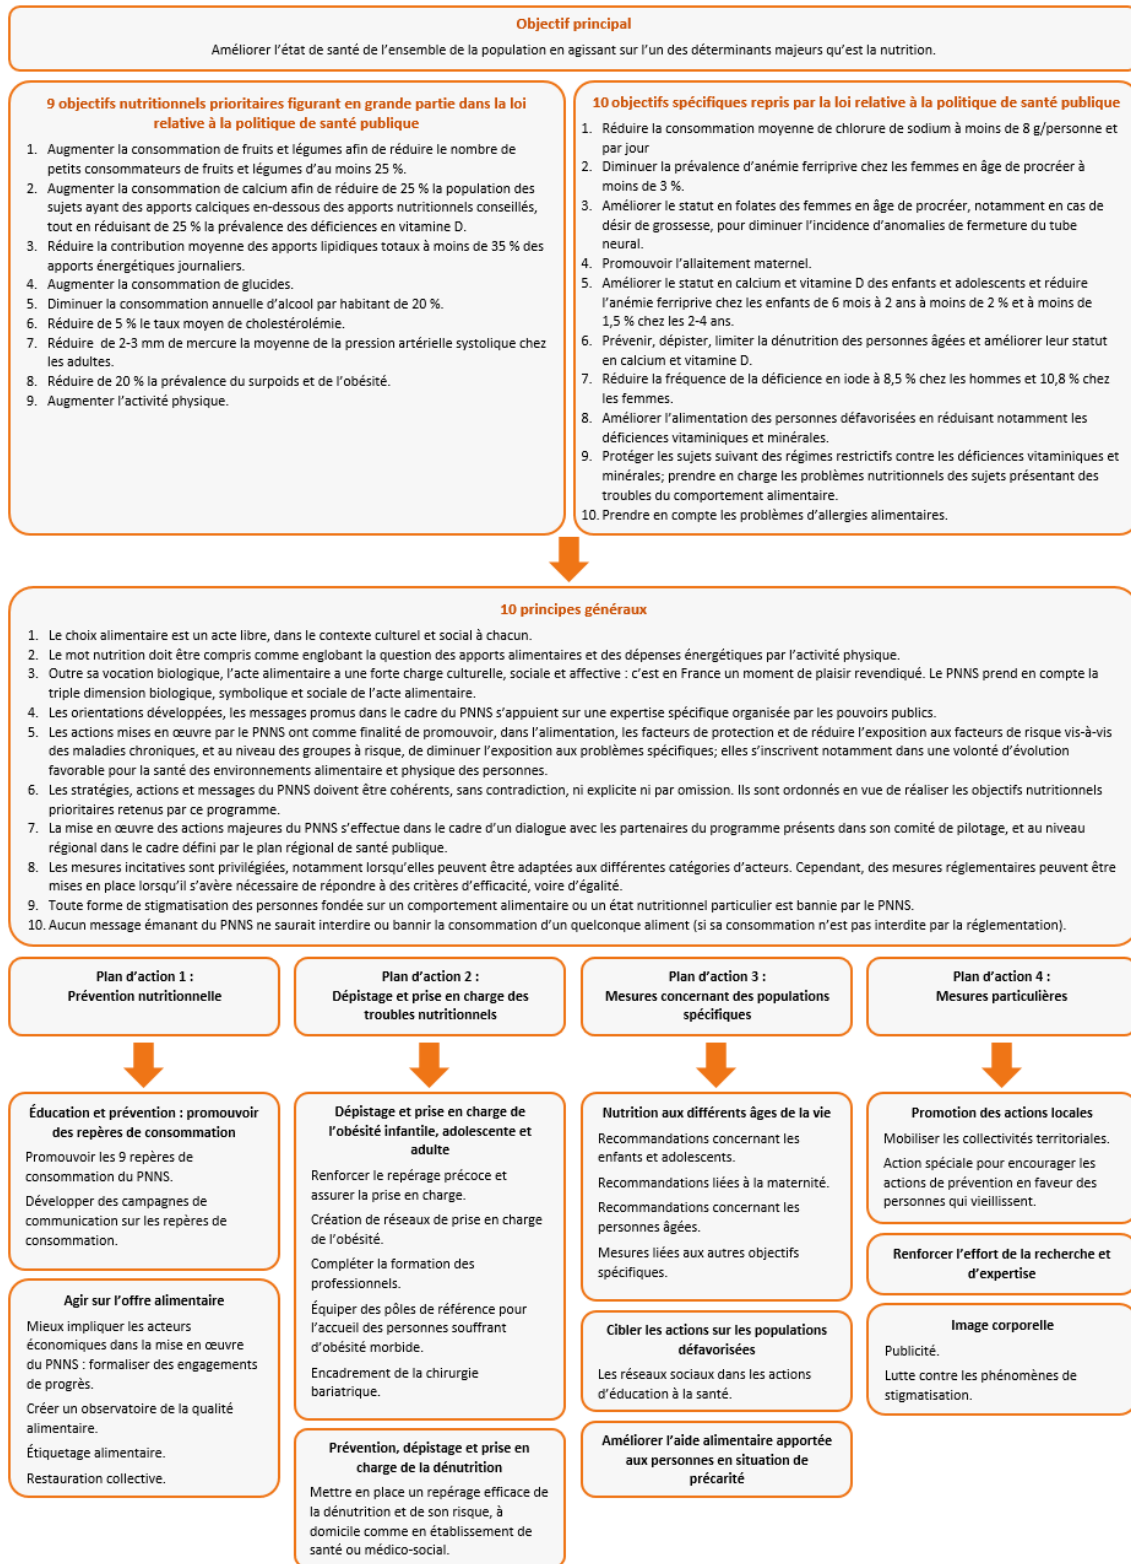 Objectif principal
Améliorer l'état de santé de l'ensemble de la population en agissant sur l'un des déterminants majeurs qu'est la nutrition.
9 objectifs nutritionnels prioritaires figurant en grande partie dans la loi
relative à la politique de santé publique
1. Augmenter la consommation de fruits et légumes afin de réduire le nombre de
petits consommateurs de fruits et légumes d'au moins 25 %.
2. Augmenter la consommation de calcium afin de réduire de 25 % la population des
sujets ayant des apports calciques en-dessous des apports nutritionnels conseillés,
tout en réduisant de 25 % la prévalence des déficiences en vitamine D.
3. Réduire la contribution moyenne des apports lipidiques totaux à moins de 35 % des
apports énergétiques journaliers.
4. Augmenter la consommation de glucides.
5. Diminuer la consommation annuelle d'alcool par habitant de 20 %.
6. Réduire de 5 % le taux moyen de cholestérolémie.
7. Réduire de 2-3 mm de mercure la moyenne de la pression artérielle systolique chez
les adultes.
8. Réduire de 20 % la prévalence du surpoids et de l'obésité.
9. Augmenter l'activité physique.
10 objectifs spécifiques repris par la loi relative à la politique de santé publique
1. Réduire la consommation moyenne de chlorure de sodium à moins de 8 g/personne et
par jour
2. Diminuer la prévalence d'anémie ferriprive chez les femmes en âge de procréer à
moins de 3 %.
3. Améliorer le statut en folates des femmes en âge de procréer, notamment en cas de
désir de grossesse, pour diminuer l'incidence d'anomalies de fermeture du tube
neural.
4. Promouvoir l'allaitement maternel.
5. Améliorer le statut en calcium et vitamine D des enfants et adolescents et réduire
l'anémie ferriprive chez les enfants de 6 mois à 2 ans à moins de 2 % et à moins de
1,5 % chez les 2-4 ans.
6. Prévenir, dépister, limiter la dénutrition des personnes âgées et améliorer leur statut
en calcium et vitamine D.
7. Réduire la fréquence de la déficience en iode à 8,5 % chez les hommes et 10,8 % chez
les femmes.
8. Améliorer l'alimentation des personnes défavorisées en réduisant notamment les
déficiences vitaminiques et minérales.
9. Protéger les sujets suivant des régimes restrictifs contre les déficiences vitaminiques et
minérales; prendre en charge les problèmes nutritionnels des sujets présentant des
troubles du comportement alimentaire.
10. Prendre en compte les problèmes d'allergies alimentaires.
10 principes généraux
1. Le choix alimentaire est un acte libre, dans le contexte culturel et social à chacun.
2. Le mot nutrition doit être compris comme englobant la question des apports alimentaires et des dépenses énergétiques par l'activité physique.
3. Outre sa vocation biologique, l'acte alimentaire a une forte charge culturelle, sociale et affective : c'est en France un moment de plaisir revendiqué. Le PNNS prend en compte la
triple dimension biologique, symbolique et sociale de l'acte alimentaire.
4. Les orientations développées, les messages promus dans le cadre du PNNS s'appuient sur une expertise spécifique organisée par les pouvoirs publics.
5. Les actions mises en œuvre par le PNNS ont comme finalité de promouvoir, dans l'alimentation, les facteurs de protection et de réduire l'exposition aux facteurs de risque vis-à-vis
des maladies chroniques, et au niveau des groupes à risque, de diminuer l'exposition aux problèmes spécifiques; elles s'inscrivent notamment dans une volonté d'évolution
favorable pour la santé des environnements alimentaire et physique des personnes.
6. Les stratégies, actions et messages du PNNS doivent être cohérents, sans contradiction, ni explicite ni par omission. Ils sont ordonnés en vue de réaliser les objectifs nutritionnels
prioritaires retenus par ce programme.
7. La mise en œuvre des actions majeures du PNNS s'effectue dans le cadre d'un dialogue avec les partenaires du programme présents dans son comité de pilotage, et au niveau
régional dans le cadre défini par le plan régional de santé publique.
8. Les mesures incitatives sont privilégiées, notamment lorsqu'elles peuvent être adaptées aux différentes catégories d'acteurs. Cependant, des mesures réglementaires peuvent être
mises en place lorsqu'il s'avère nécessaire de répondre à des critères d'efficacité, voire d'égalité.
9. Toute forme de stigmatisation des personnes fondée sur un comportement alimentaire ou un état nutritionnel particulier est bannie par le PNNS.
10. Aucun message émanant du PNNS ne saurait interdire ou bannir la consommation d'un quelconque aliment (si sa consommation n'est pas interdite par la réglementation).
Plan d'action 1 :
Prévention nutritionnelle
Éducation et prévention : promouvoir
des repères de consommation
Promouvoir les 9 repères de
consommation du PNNS.
Développer des campagnes de
communication sur les repères de
consommation.
Agir sur l'offre alimentaire
Mieux impliquer les acteurs
économiques dans la mise en œuvre
du PNNS : formaliser des engagements
de progrès.
Créer un observatoire de la qualité
alimentaire.
Étiquetage alimentaire.
Restauration collective.
Plan d'action 2 :
Dépistage et prise en charge des
troubles nutritionnels
Dépistage et prise en charge de
l'obésité infantile, adolescente et
adulte
Renforcer le repérage précoce et
assurer la prise en charge.
Création de réseaux de prise en charge
de l'obésité.
Compléter la formation des
professionnels.
Équiper des pôles de référence pour
l'accueil des personnes souffrant
d'obésité morbide.
Encadrement de la chirurgie
bariatrique.
Prévention, dépistage et prise en
charge de la dénutrition
Mettre en place un repérage efficace de
la dénutrition et de son risque, à
domicile comme en établissement de
santé ou médico-social.
Plan d'action 3 :
Mesures concernant des populations
spécifiques
Nutrition aux différents âges de la vie
Recommandations concernant les
enfants et adolescents.
Recommandations liées à la maternité.
Recommandations concernant les
personnes âgées.
Mesures liées aux autres objectifs
spécifiques.
Cibler les actions sur les populations
défavorisées
Les réseaux sociaux dans les actions
d'éducation à la santé.
Améliorer l'aide alimentaire apportée
aux personnes en situation de
précarité
Plan d'action 4 :
Mesures particulières
Promotion des actions locales
Mobiliser les collectivités territoriales.
Action spéciale pour encourager les
actions de prévention en faveur des
personnes qui vieillissent.
Renforcer l'effort de la recherche et
d'expertise
Image corporelle
Publicité.
Lutte contre les phénomènes de
stigmatisation.